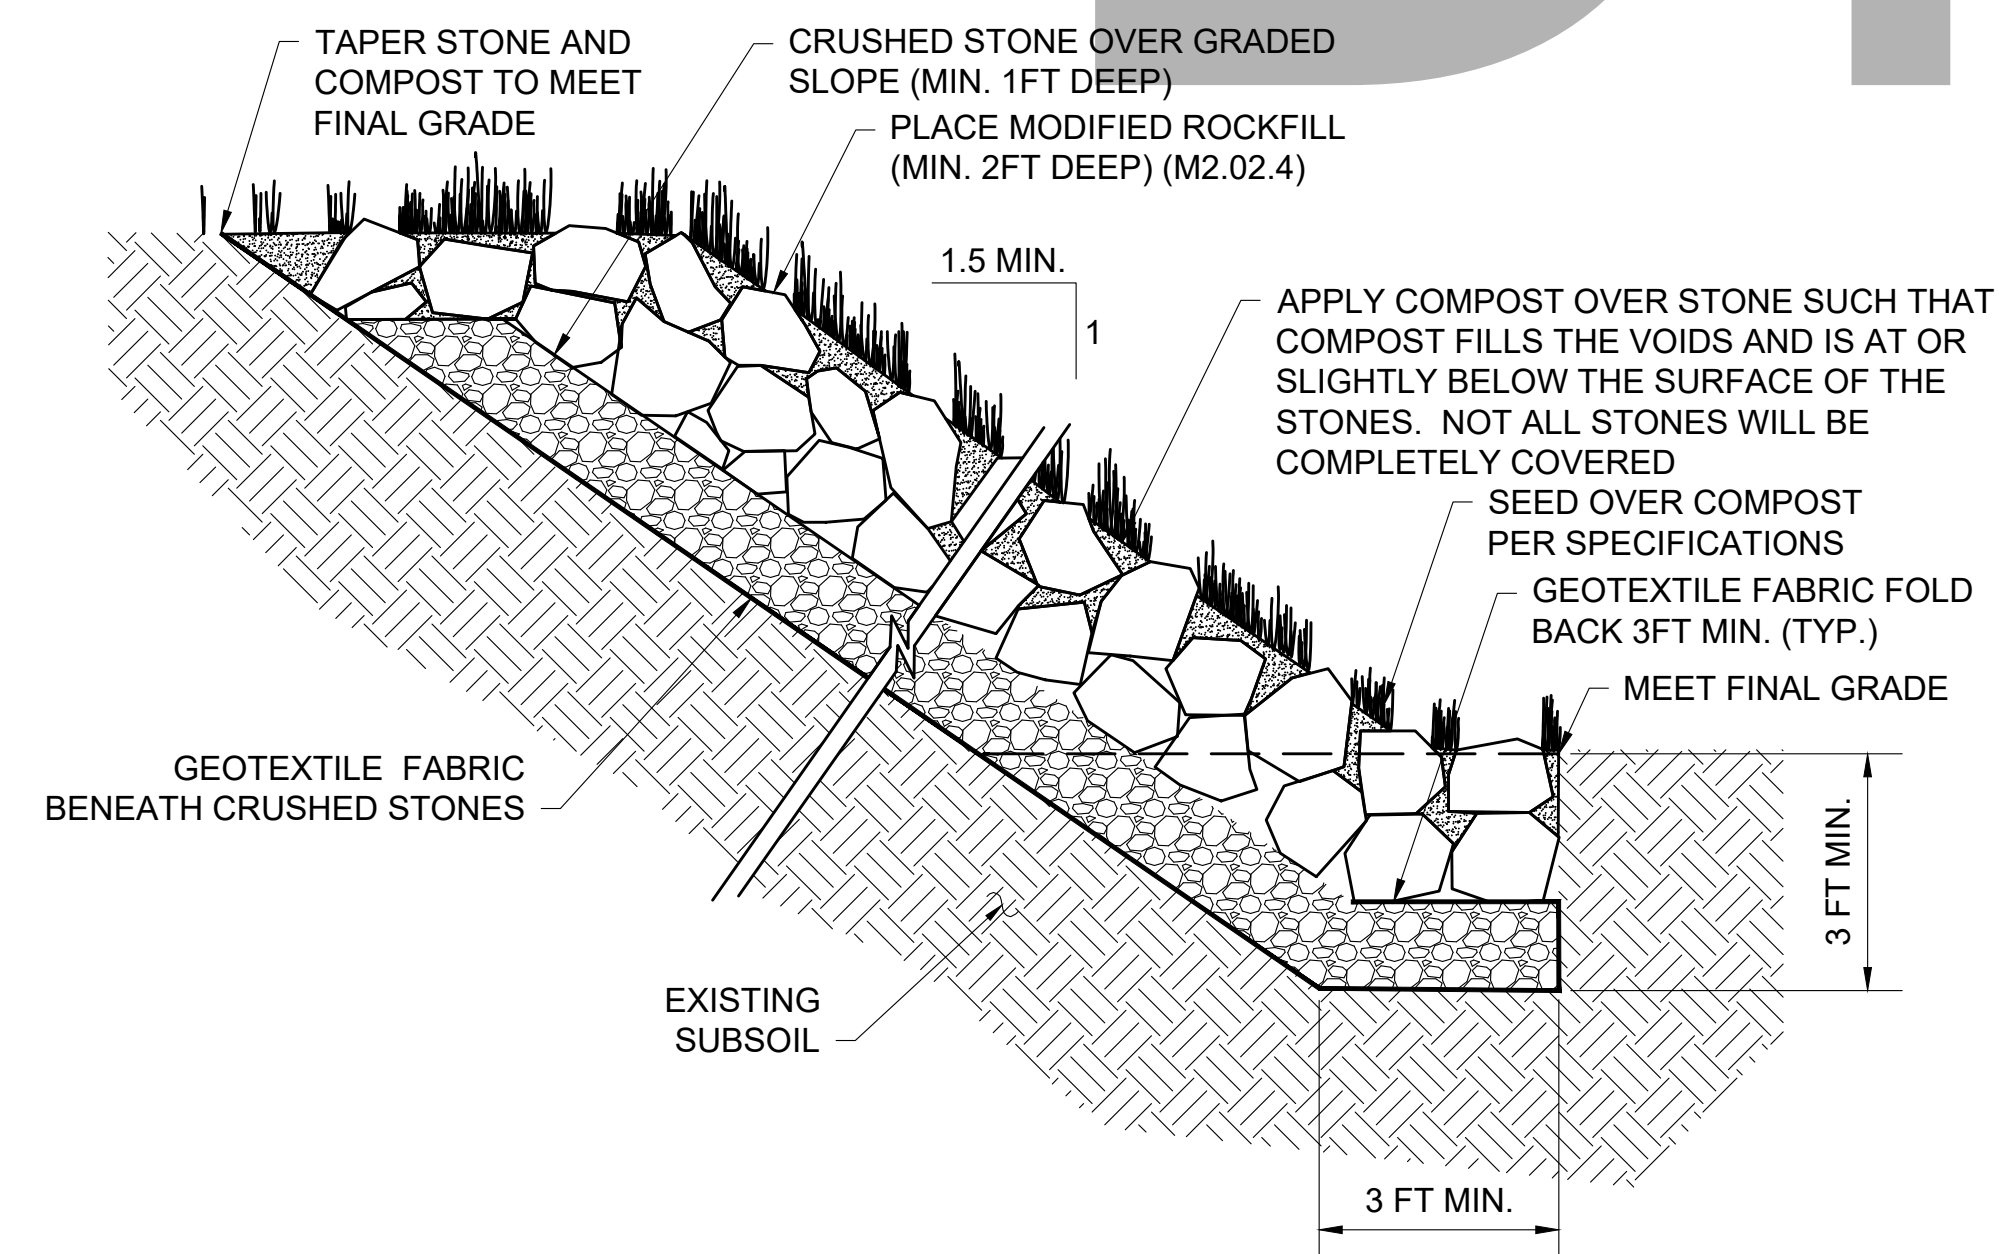 TAPER STONE AND
COMPOST TO MEET
FINAL GRADE
CRUSHED STONE OVER GRADED
SLOPE (MIN. 1FT DEEP)
PLACE MODIFIED ROCKFILL
(MIN. 2FT DEEP) (M2.02.4)
1.5 MIN.
1
APPLY COMPOST OVER STONE SUCH THAT
COMPOST FILLS THE VOIDS AND IS AT OR
SLIGHTLY BELOW THE SURFACE OF THE
STONES. NOT ALL STONES WILL BE
COMPLETELY COVERED
SEED OVER COMPOST
PER SPECIFICATIONS
GEOTEXTILE FABRIC FOLD
BACK 3FT MIN. (TYP.)
MEET FINAL GRADE
GEOTEXTILE FABRIC
BENEATH CRUSHED STONES
3 FT MIN.
EXISTING
SUBSOIL
3 FT MIN.